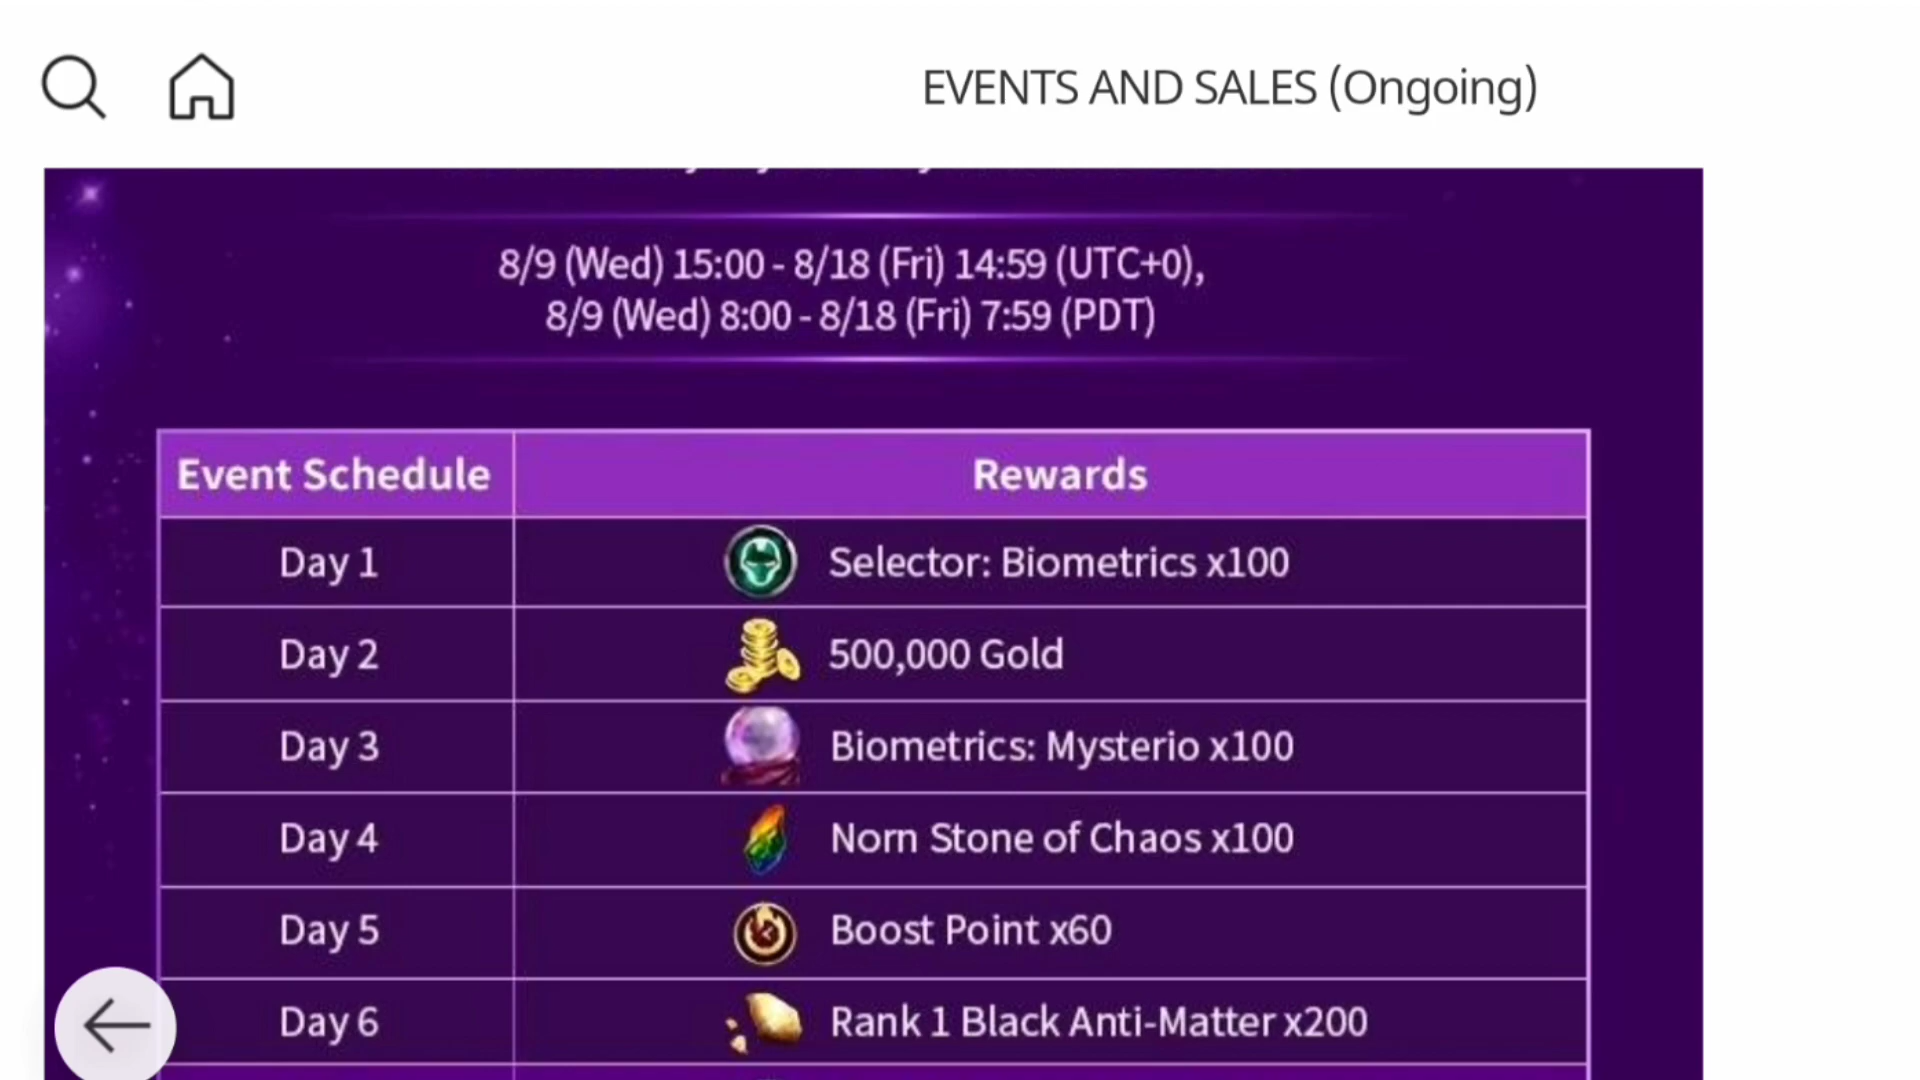 EVENTS AND SALES (Ongoing)
8/9 (Wed) 15:00 - 8/18 (Fri) 14:59 (UTC+0),
8/9 (Wed) 8:00 - 8/18 (Fri) 7:59 (PDT)
Event Schedule Rewards
Day 1 Selector: Biometrics x100
Day 2 500,000 Gold
Day 3 Biometrics: Mysterio x100
Day 4 Norn Stone of Chaos x100
Day 5 Boost Point x60
Day 6 Rank 1 Black Anti-Matter x200